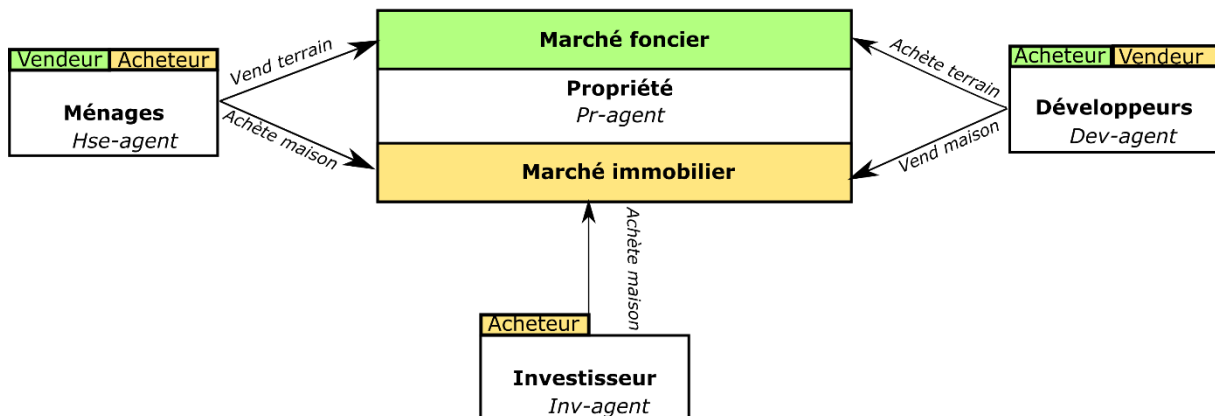 Vendeur
Acheteur
Ménages
Hse-agent
Vend terrain
Achète maison
Marché foncier
Propriété
Pr-agent
Marché immobilier
Achète terrain
Vend maison
Acheteur
Vendeur
Développeurs
Dev-agent
Achète maison
Acheteur
Investisseur
Inv-agent